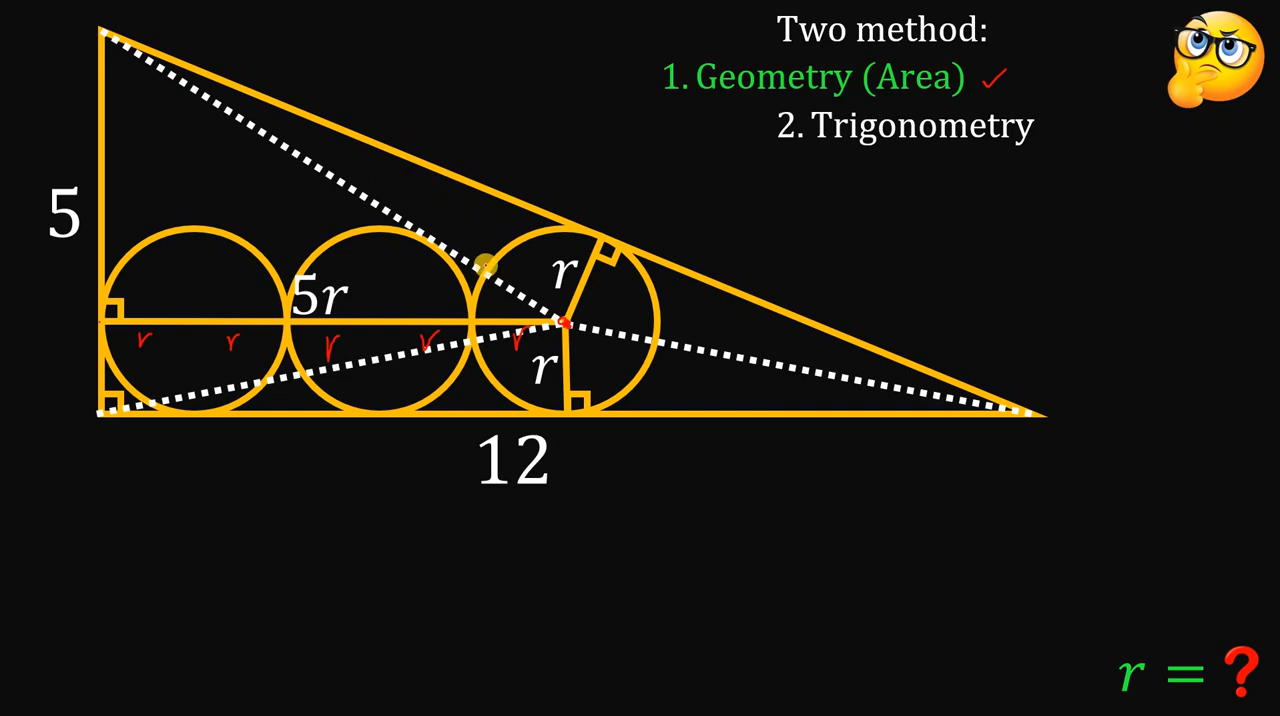 Two method:
1. Geometry (Area) ✓
2. Trigonometry
5
r
5r
r r r r r
r
12
r = ?